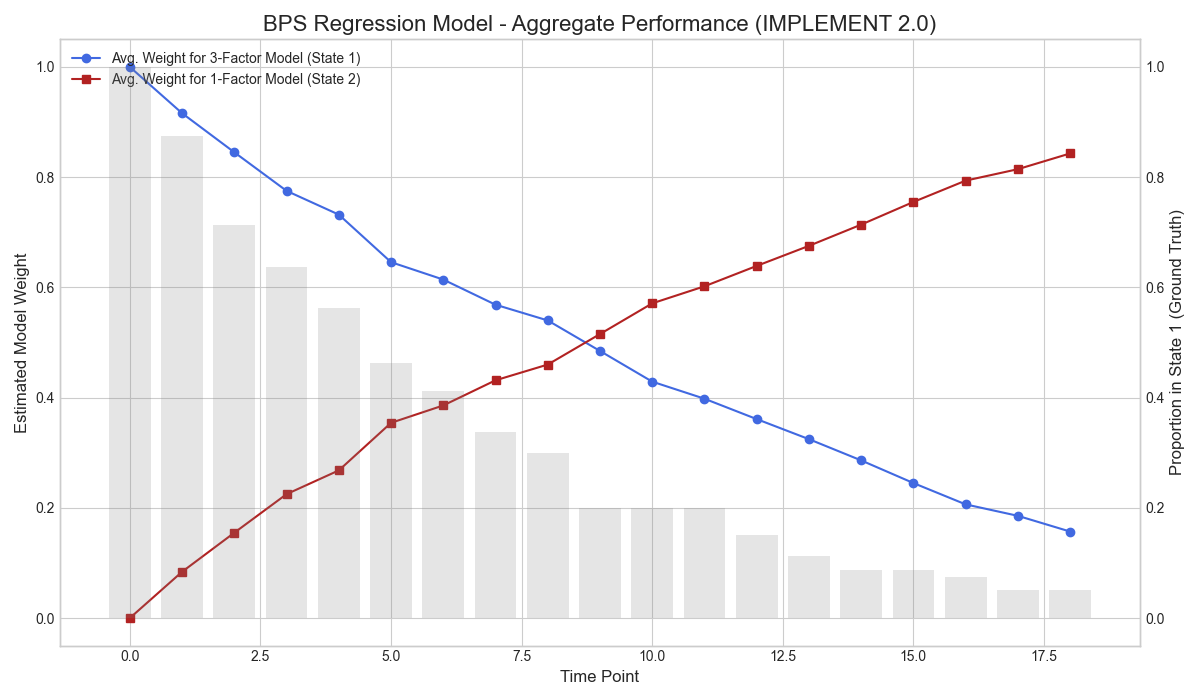 BPS Regression Model - Aggregate Performance (IMPLEMENT 2.0)
Avg. Weight for 3-Factor Model (State 1)
Avg. Weight for 1-Factor Model (State 2)
Estimated Model Weight
1.0
0.8
0.6
0.4
0.2
0.0
1.0
0.8
0.6
0.4
0.2
0.0
Proportion in State 1 (Ground Truth)
0.0 2.5 5.0 7.5 10.0 12.5 15.0 17.5
Time Point